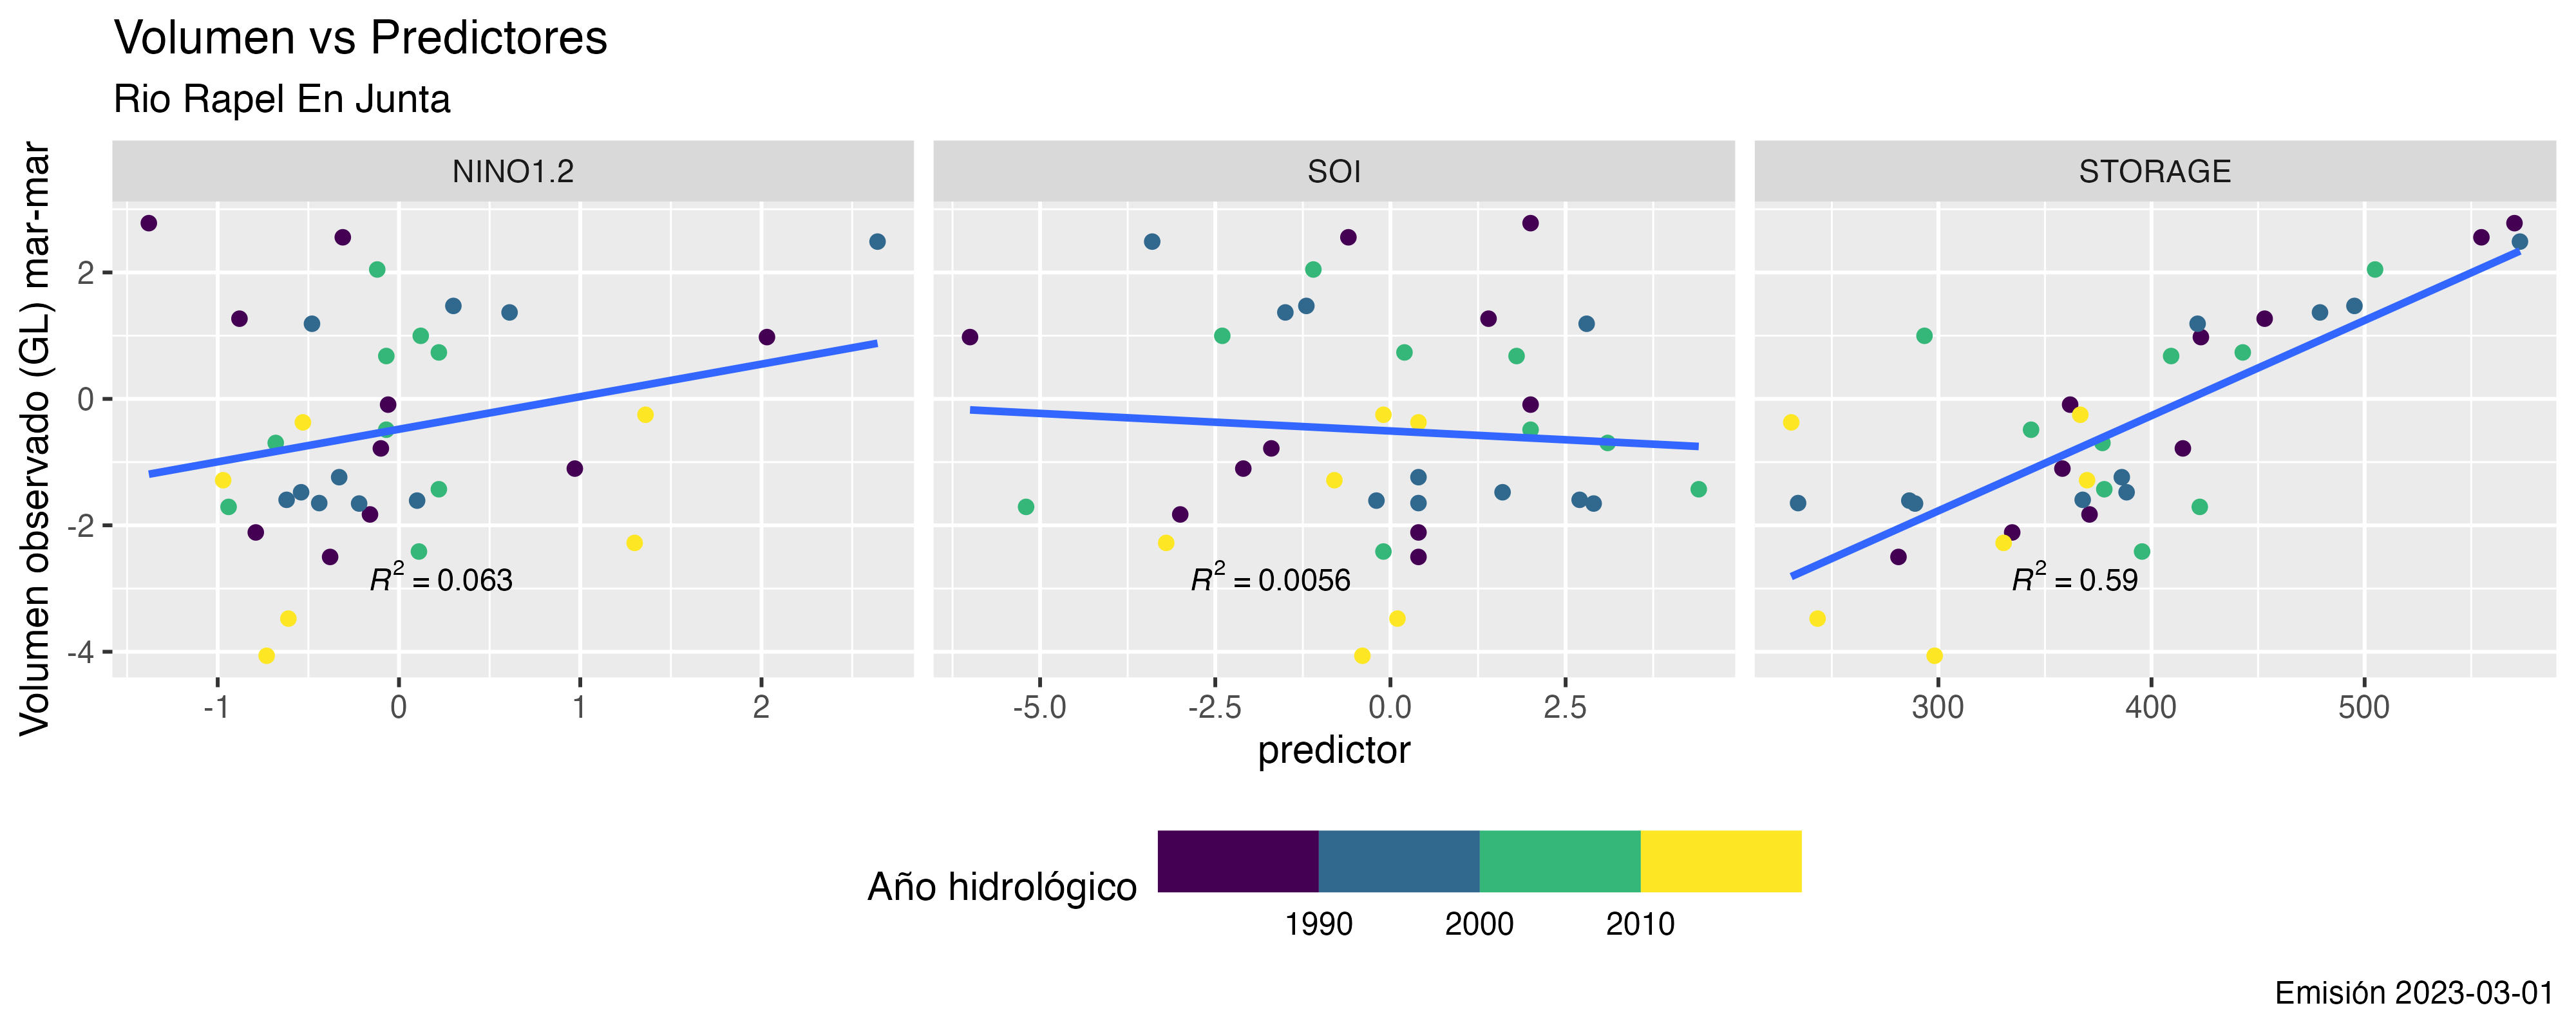 Volumen vs Predictores
Rio Rapel En Junta
NINO1.2 SOI STORAGE
Volumen observado (GL) mar-mar
2
0
-2
-4
R² = 0.063 R² = 0.0056 R² = 0.59
-1 0 1 2 -5.0 -2.5 0.0 2.5 300 400 500
predictor
Año hidrológico
1990 2000 2010
Emisión 2023-03-01